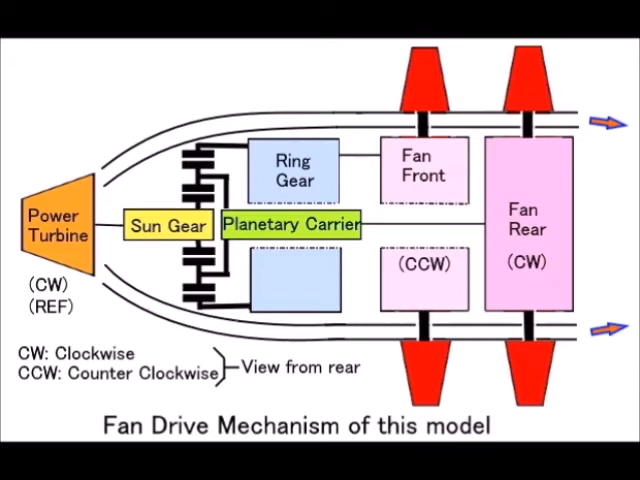 Ring
Gear
Fan
Front
Power
Turbine
Sun Gear
Planetary Carrier
Fan
Rear
(CW)
(REF)
(CCW)
(CW)
CW: Clockwise
CCW: Counter Clockwise
View from rear
Fan Drive Mechanism of this model